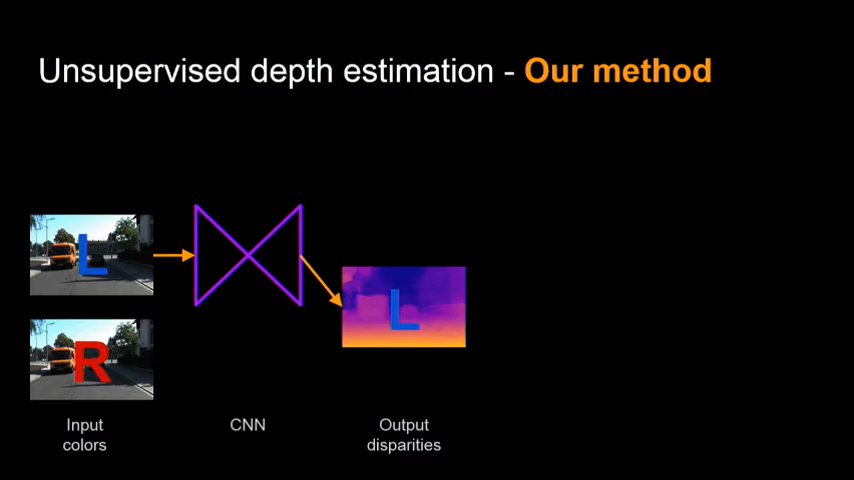 Unsupervised depth estimation - Our method
L
R
L
Input
colors
CNN
Output
disparities